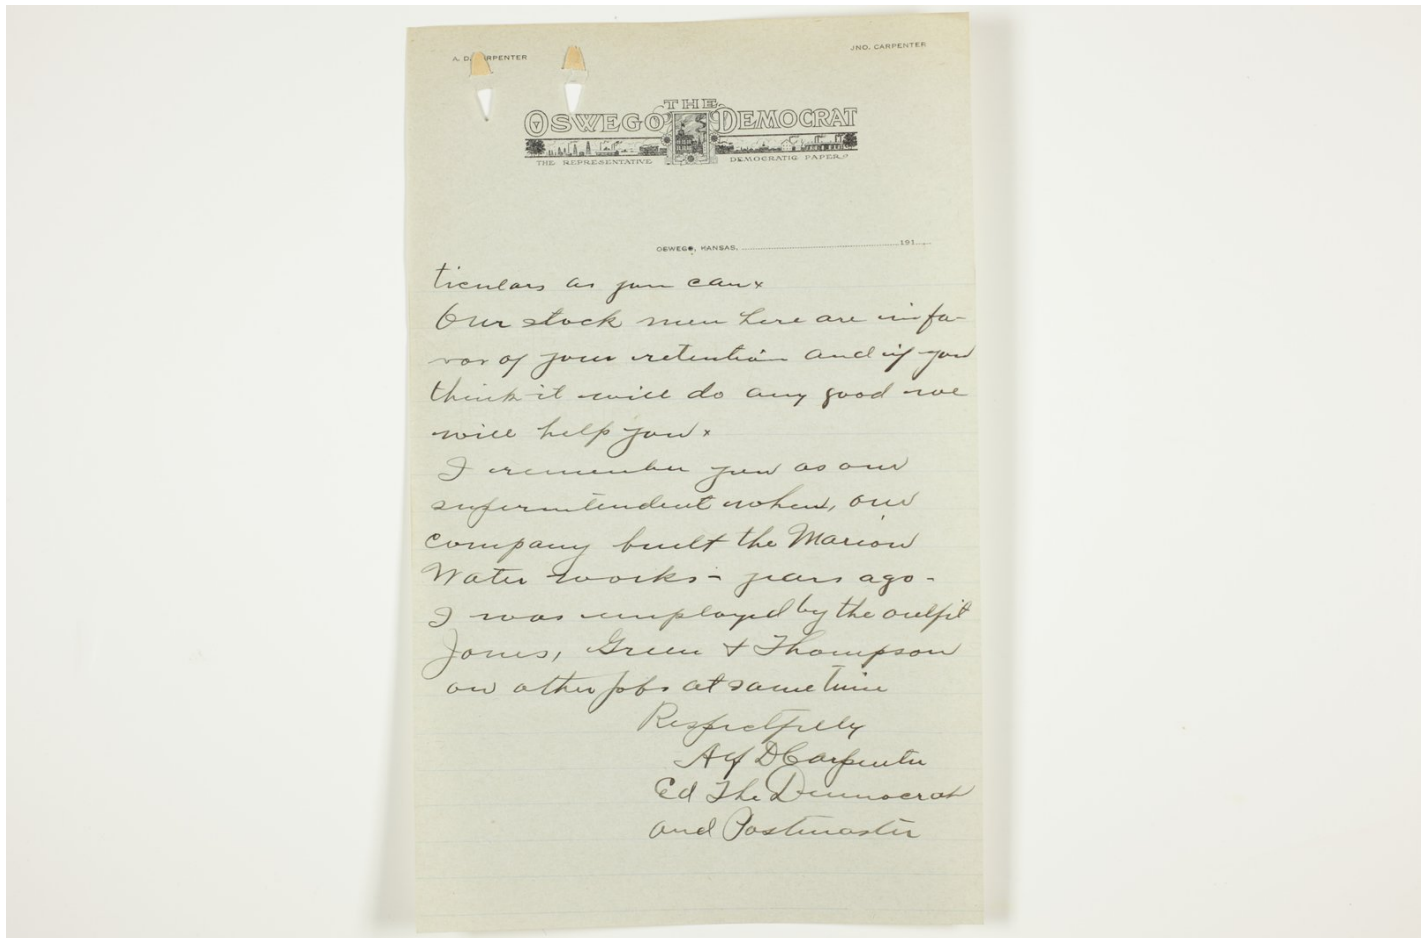 A. D. CARPENTER
JNO. CARPENTER
THE
OSWEGO DEMOCRAT
THE REPRESENTATIVE DEMOCRATIC PAPER
OSWEGO, KANSAS, 191
ticulars as you can x
Our stock men here are in fa-
vor of your retention and if you
think it will do any good we
will help you x
I remember you as our
superintendent when, our
company built the Marion
Water works - years ago -
I was employed by the outfit
Jones, Green & Thompson
on other jobs at same time
Respectfully
D Carpenter
Ed The Democrat
and Postmaster